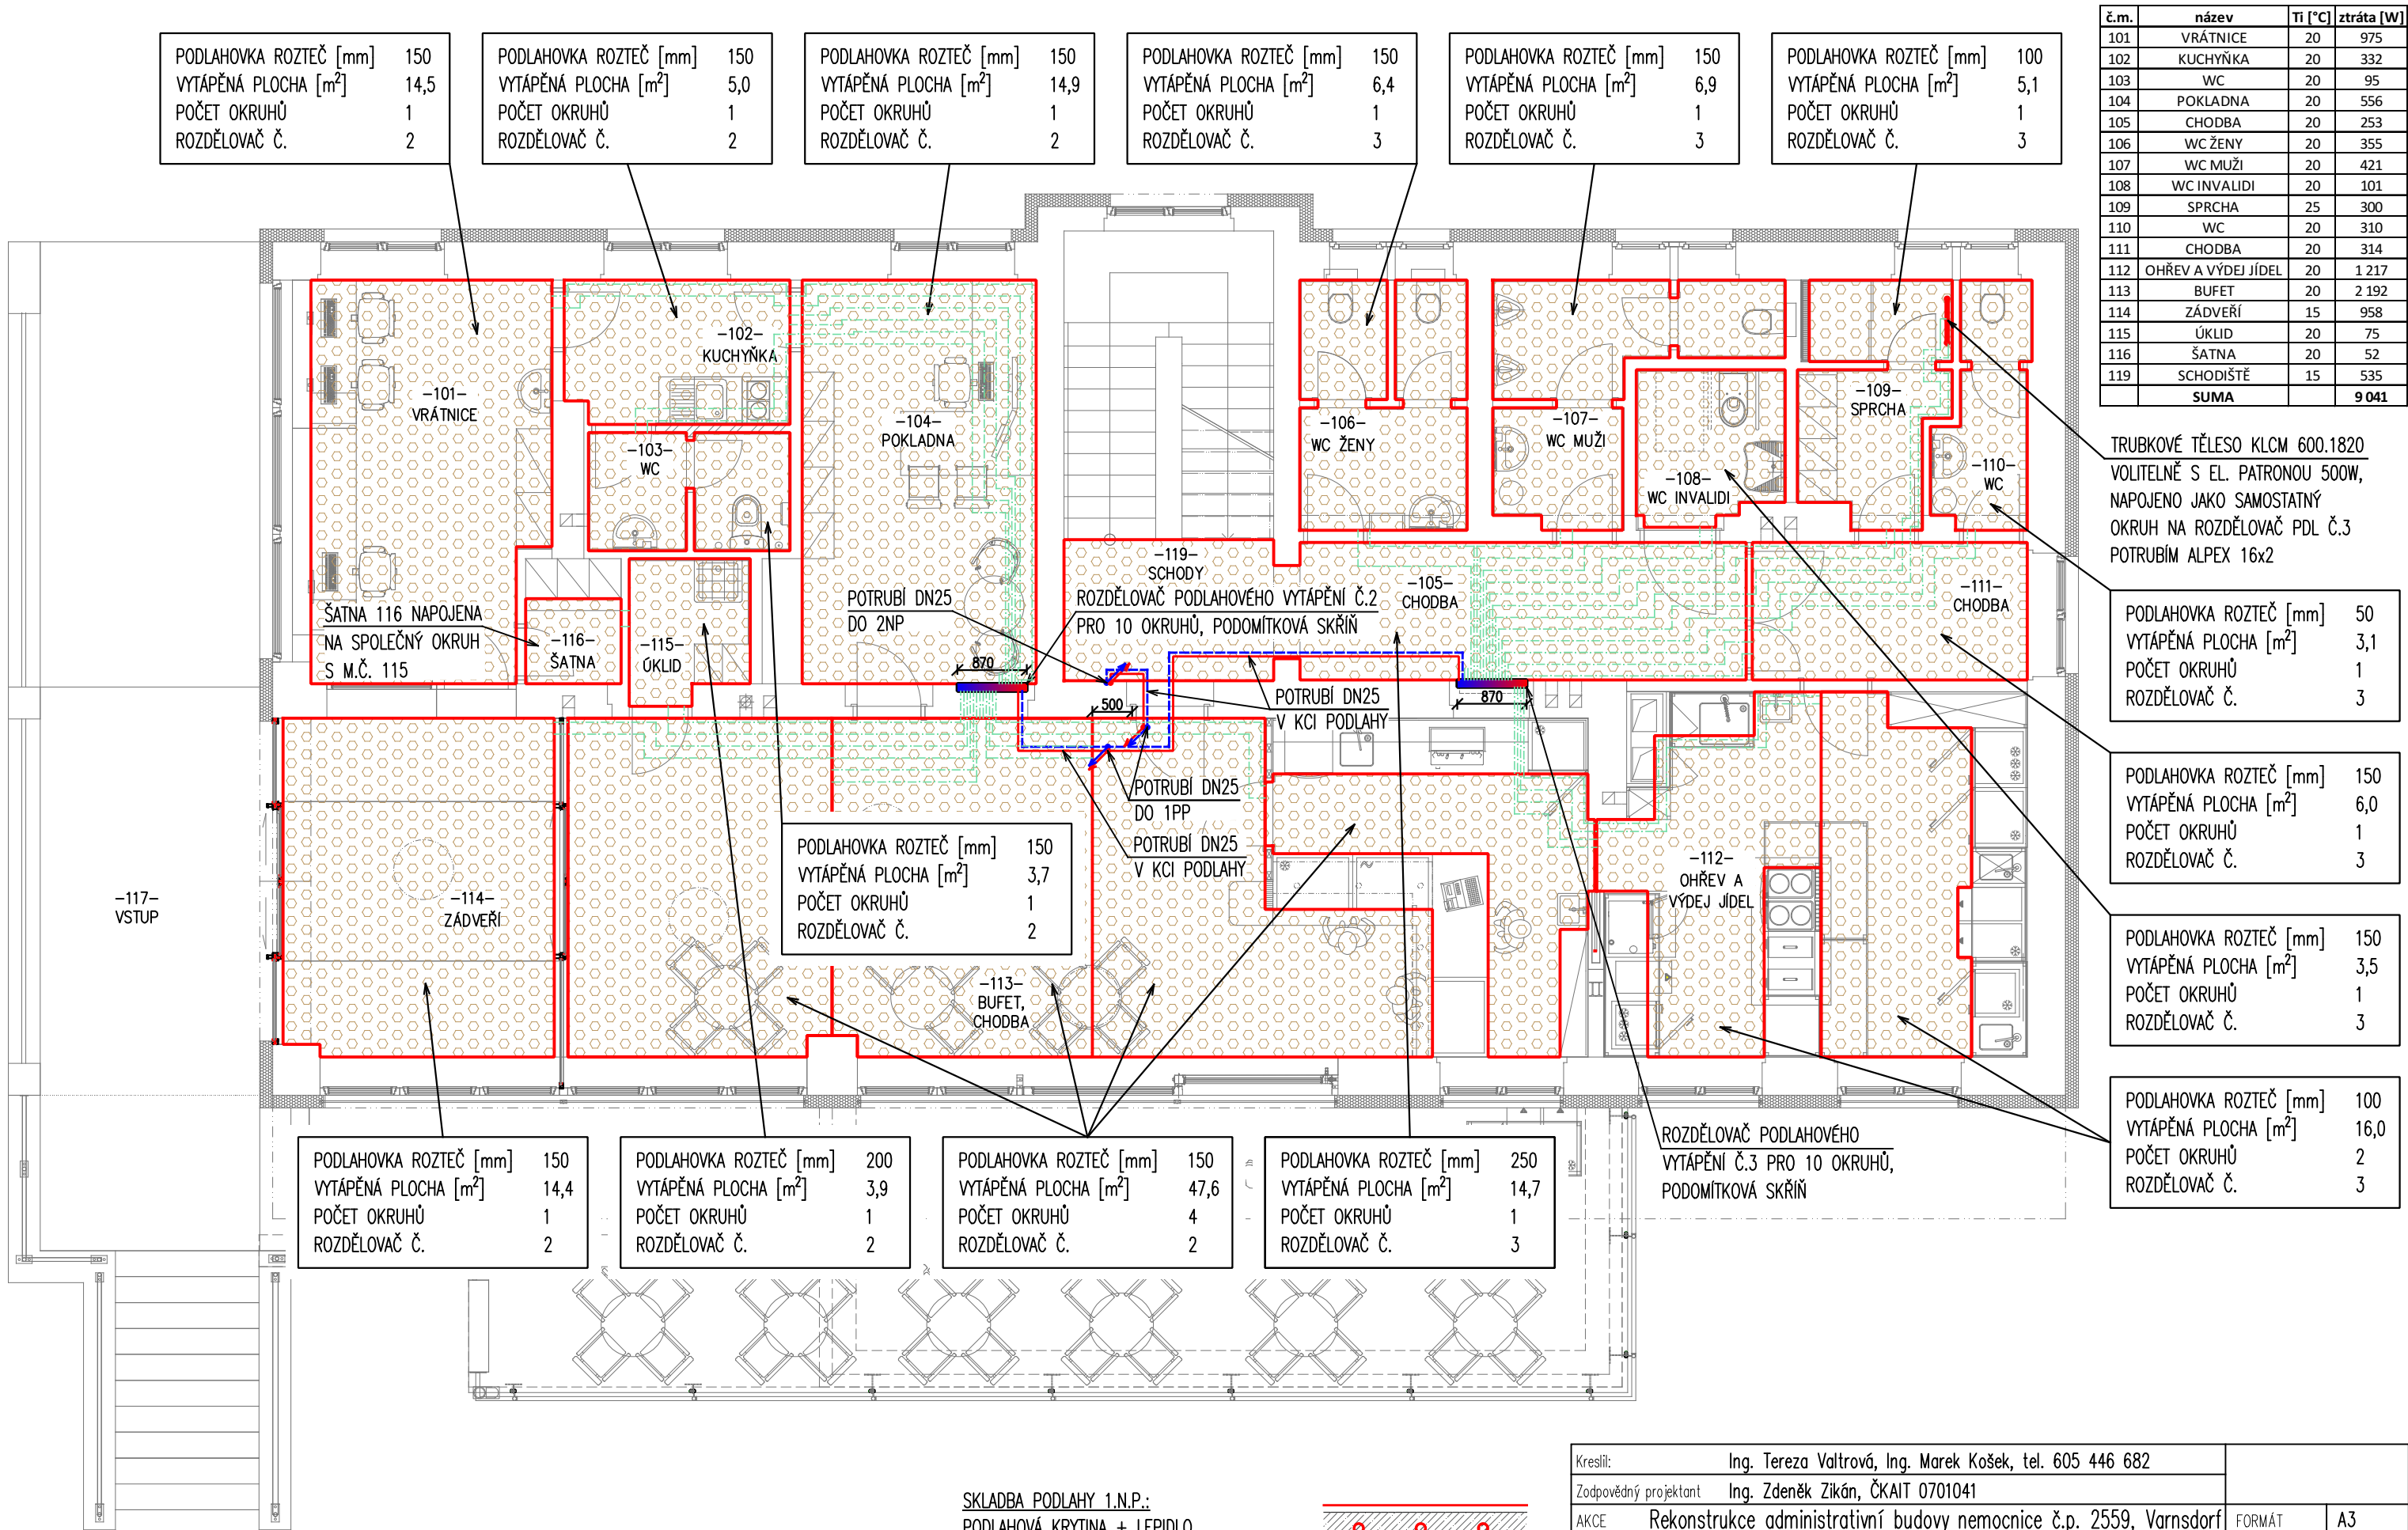 PODLAHOVKA ROZTEČ [mm] 150
VYTÁPĚNÁ PLOCHA [m²] 14,5
POČET OKRUHŮ 1
ROZDĚLOVAČ Č. 2
PODLAHOVKA ROZTEČ [mm] 150
VYTÁPĚNÁ PLOCHA [m²] 5,0
POČET OKRUHŮ 1
ROZDĚLOVAČ Č. 2
PODLAHOVKA ROZTEČ [mm] 150
VYTÁPĚNÁ PLOCHA [m²] 14,9
POČET OKRUHŮ 1
ROZDĚLOVAČ Č. 2
PODLAHOVKA ROZTEČ [mm] 150
VYTÁPĚNÁ PLOCHA [m²] 6,4
POČET OKRUHŮ 1
ROZDĚLOVAČ Č. 3
PODLAHOVKA ROZTEČ [mm] 150
VYTÁPĚNÁ PLOCHA [m²] 6,9
POČET OKRUHŮ 1
ROZDĚLOVAČ Č. 3
PODLAHOVKA ROZTEČ [mm] 100
VYTÁPĚNÁ PLOCHA [m²] 5,1
POČET OKRUHŮ 1
ROZDĚLOVAČ Č. 3
č.m. název Ti [°C] ztráta [W]
101 VRÁTNICE 20 975
102 KUCHYŇKA 20 332
103 WC 20 95
104 POKLADNA 20 556
105 CHODBA 20 253
106 WC ŽENY 20 355
107 WC MUŽI 20 421
108 WC INVALIDI 20 101
109 SPRCHA 25 300
110 WC 20 310
111 CHODBA 20 314
112 OHŘEV A VÝDEJ JÍDEL 20 1 217
113 BUFET 20 2 192
114 ZÁDVEŘÍ 15 958
115 ÚKLID 20 75
116 ŠATNA 20 52
119 SCHODIŠTĚ 15 535
SUMA 9 041
TRUBKOVÉ TĚLESO KLCM 600.1820
VOLITELNĚ S EL. PATRONOU 500W,
NAPOJENO JAKO SAMOSTATNÝ
OKRUH NA ROZDĚLOVAČ PDL Č.3
POTRUBÍM ALPEX 16x2
-101-
VRÁTNICE
-102-
KUCHYŇKA
-103-
WC
-104-
POKLADNA
-106-
WC ŽENY
-107-
WC MUŽI
-108-
WC INVALIDI
-109-
SPRCHA
-110-
WC
-119-
SCHODY
-105-
CHODBA
-111-
CHODBA
ŠATNA 116 NAPOJENA
NA SPOLEČNÝ OKRUH
S M.Č. 115
-116-
ŠATNA
-115-
ÚKLID
POTRUBÍ DN25
DO 2NP
ROZDĚLOVAČ PODLAHOVÉHO VYTÁPĚNÍ Č.2
PRO 10 OKRUHŮ, PODOMÍTKOVÁ SKŘÍŇ
870
500
870
POTRUBÍ DN25
V KCI PODLAHY
POTRUBÍ DN25
DO 1PP
POTRUBÍ DN25
V KCI PODLAHY
PODLAHOVKA ROZTEČ [mm] 50
VYTÁPĚNÁ PLOCHA [m²] 3,1
POČET OKRUHŮ 1
ROZDĚLOVAČ Č. 3
PODLAHOVKA ROZTEČ [mm] 150
VYTÁPĚNÁ PLOCHA [m²] 6,0
POČET OKRUHŮ 1
ROZDĚLOVAČ Č. 3
PODLAHOVKA ROZTEČ [mm] 150
VYTÁPĚNÁ PLOCHA [m²] 3,7
POČET OKRUHŮ 1
ROZDĚLOVAČ Č. 2
-117-
VSTUP
-114-
ZÁDVEŘÍ
-113-
BUFET,
CHODBA
-112-
OHŘEV A
VÝDEJ JÍDEL
PODLAHOVKA ROZTEČ [mm] 150
VYTÁPĚNÁ PLOCHA [m²] 3,5
POČET OKRUHŮ 1
ROZDĚLOVAČ Č. 3
PODLAHOVKA ROZTEČ [mm] 100
VYTÁPĚNÁ PLOCHA [m²] 16,0
POČET OKRUHŮ 2
ROZDĚLOVAČ Č. 3
PODLAHOVKA ROZTEČ [mm] 150
VYTÁPĚNÁ PLOCHA [m²] 14,4
POČET OKRUHŮ 1
ROZDĚLOVAČ Č. 2
PODLAHOVKA ROZTEČ [mm] 200
VYTÁPĚNÁ PLOCHA [m²] 3,9
POČET OKRUHŮ 1
ROZDĚLOVAČ Č. 2
PODLAHOVKA ROZTEČ [mm] 150
VYTÁPĚNÁ PLOCHA [m²] 47,6
POČET OKRUHŮ 4
ROZDĚLOVAČ Č. 2
PODLAHOVKA ROZTEČ [mm] 250
VYTÁPĚNÁ PLOCHA [m²] 14,7
POČET OKRUHŮ 1
ROZDĚLOVAČ Č. 3
ROZDĚLOVAČ PODLAHOVÉHO
VYTÁPĚNÍ Č.3 PRO 10 OKRUHŮ,
PODOMÍTKOVÁ SKŘÍŇ
SKLADBA PODLAHY 1.N.P.:
PODLAHOVÁ KRYTINA + LEPIDLO
Kreslil: Ing. Tereza Valtrová, Ing. Marek Košek, tel. 605 446 682
Zodpovědný projektant Ing. Zdeněk Zikán, ČKAIT 0701041
AKCE Rekonstrukce administrativní budovy nemocnice č.p. 2559, Varnsdorf FORMÁT A3